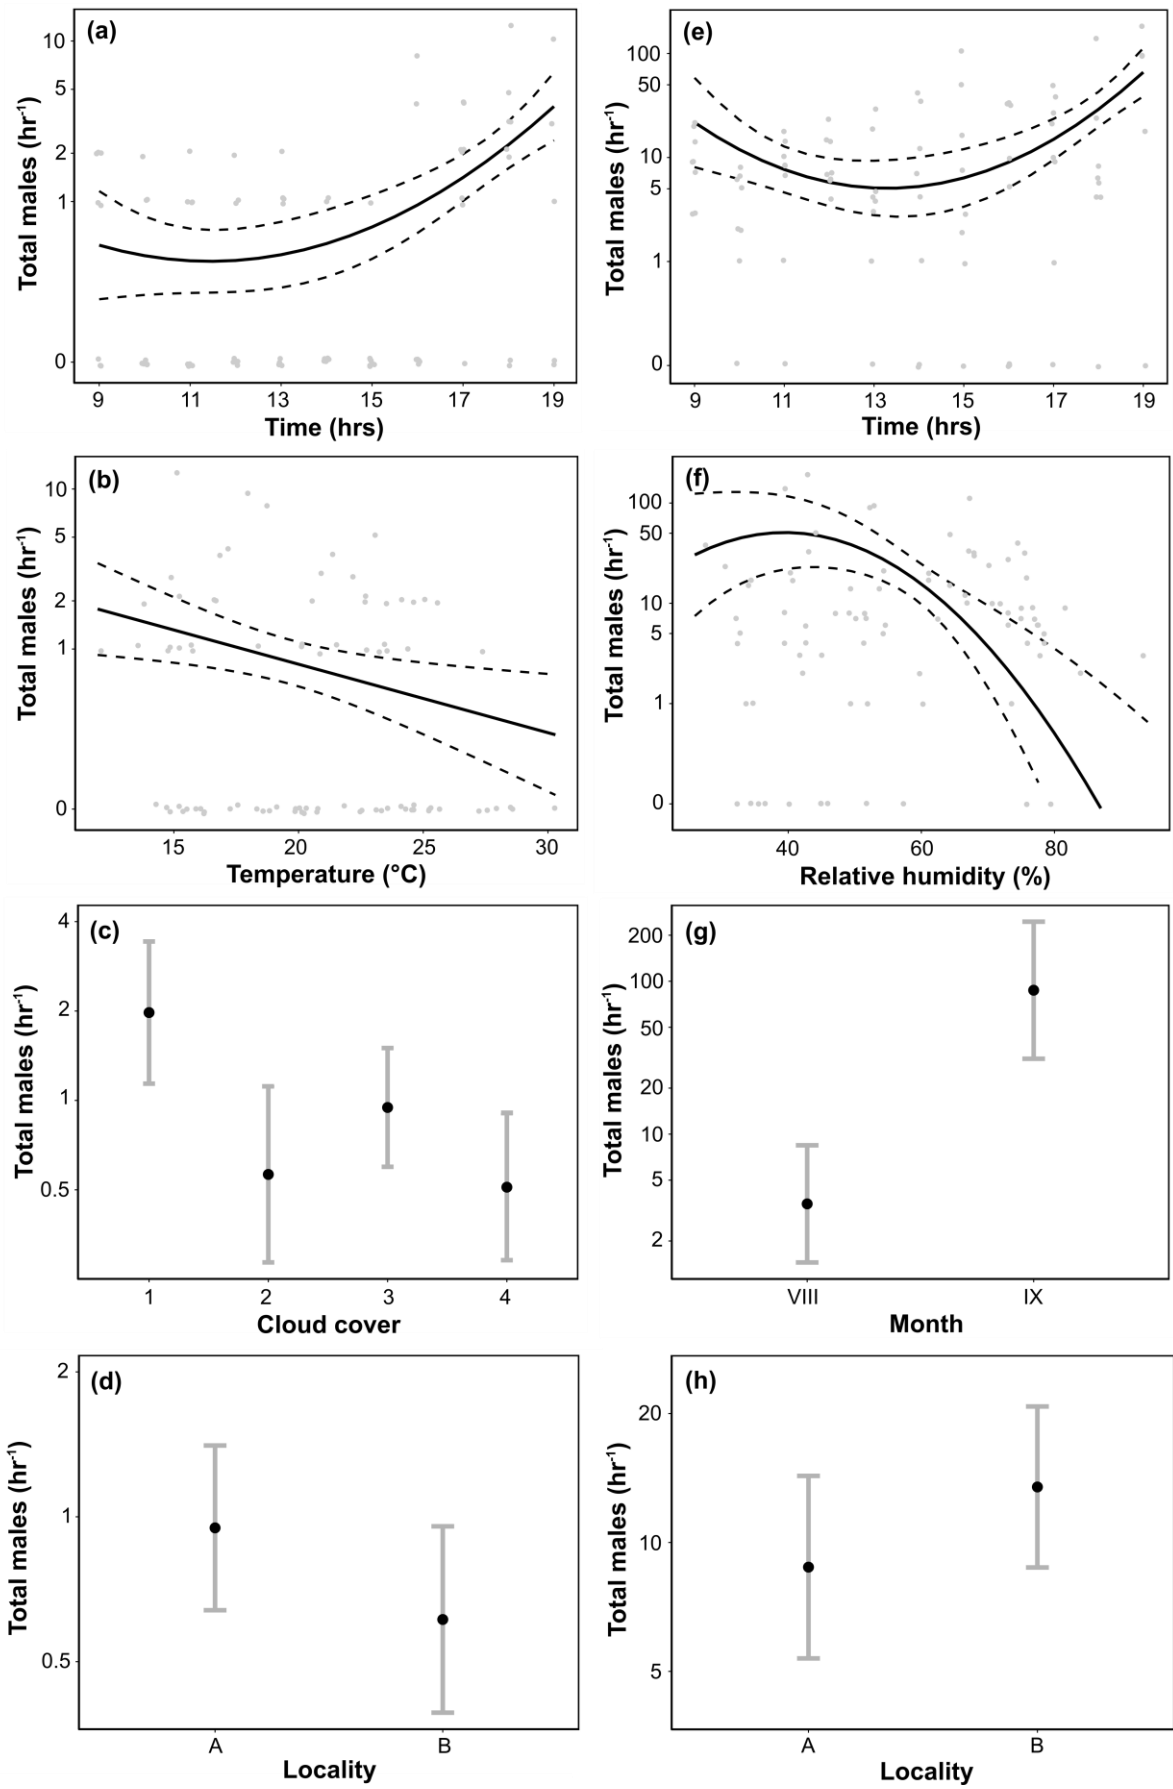 (a)
Total males (hr⁻¹)
10
5
2
1
0
9 11 13 15 17 19
Time (hrs)
(e)
Total males (hr⁻¹)
100
50
10
5
1
0
9 11 13 15 17 19
Time (hrs)
(b)
Total males (hr⁻¹)
10
5
2
1
0
15 20 25 30
Temperature (°C)
(f)
Total males (hr⁻¹)
100
50
10
5
1
0
40 60 80
Relative humidity (%)
(c)
Total males (hr⁻¹)
4
2
1
0.5
1 2 3 4
Cloud cover
(g)
Total males (hr⁻¹)
200
100
50
20
10
5
2
VIII IX
Month
(d)
Total males (hr⁻¹)
2
1
0.5
A B
Locality
(h)
Total males (hr⁻¹)
20
10
5
A B
Locality